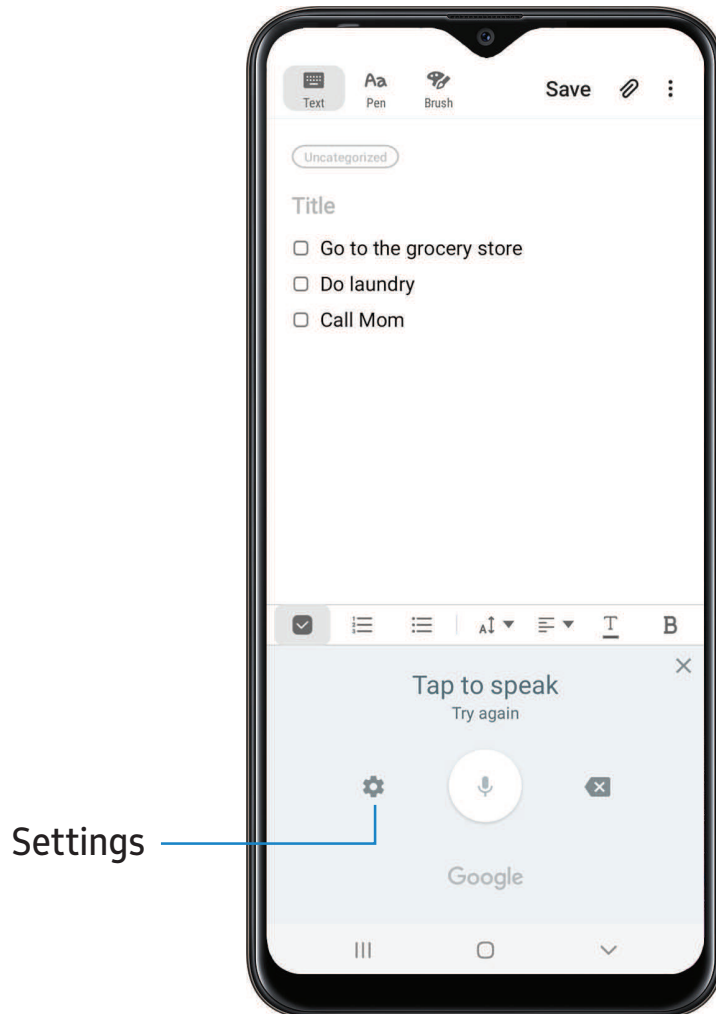 Aa
Save
Text
Pen
Brush
Uncategorized
Title
Go to the grocery store
Do laundry
Call Mom
A
T
B
Tap to speak
Try again
Settings
Google